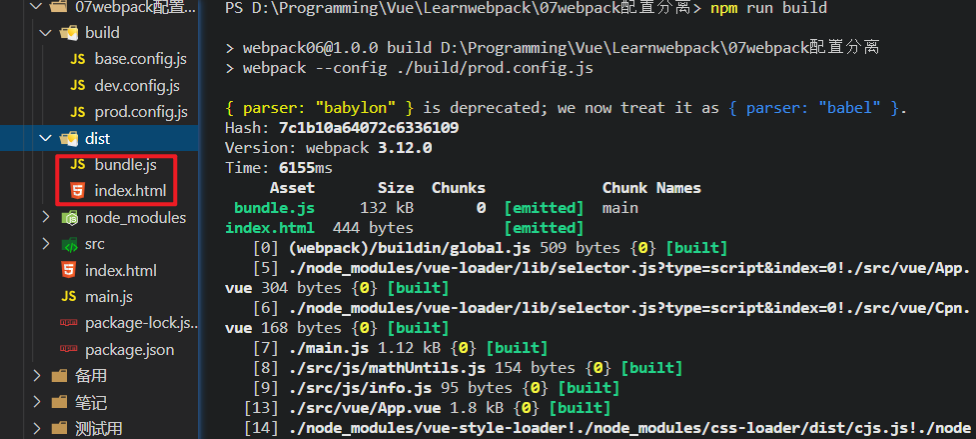 07webpack配置...
build
JS base.config.js
JS dev.config.js
JS prod.config.js
dist
JS bundle.js
5 index.html
node_modules
src
5 index.html
JS main.js
npm package-lock.js..
npm package.json
备用
笔记
测试用
PS D:\Programming\Vue\Learnwebpack\07webpack配置分离> npm run build
> webpack06@1.0.0 build D:\Programming\Vue\Learnwebpack\07webpack配置分离
> webpack --config ./build/prod.config.js
{ parser: "babylon" } is deprecated; we now treat it as { parser: "babel" }.
Hash: 7c1b10a64072c6336109
Version: webpack 3.12.0
Time: 6155ms
Asset Size Chunks Chunk Names
bundle.js 132 kB 0 [emitted] main
index.html 444 bytes [emitted]
[0] (webpack)/buildin/global.js 509 bytes {0} [built]
[5] ./node_modules/vue-loader/lib/selector.js?type=script&index=0!./src/vue/App.
vue 304 bytes {0} [built]
[6] ./node_modules/vue-loader/lib/selector.js?type=script&index=0!./src/vue/Cpn.
vue 168 bytes {0} [built]
[7] ./main.js 1.12 kB {0} [built]
[8] ./src/js/mathUntils.js 154 bytes {0} [built]
[9] ./src/js/info.js 95 bytes {0} [built]
[13] ./src/vue/App.vue 1.8 kB {0} [built]
[14] ./node_modules/vue-style-loader!./node_modules/css-loader/dist/cjs.js!./node